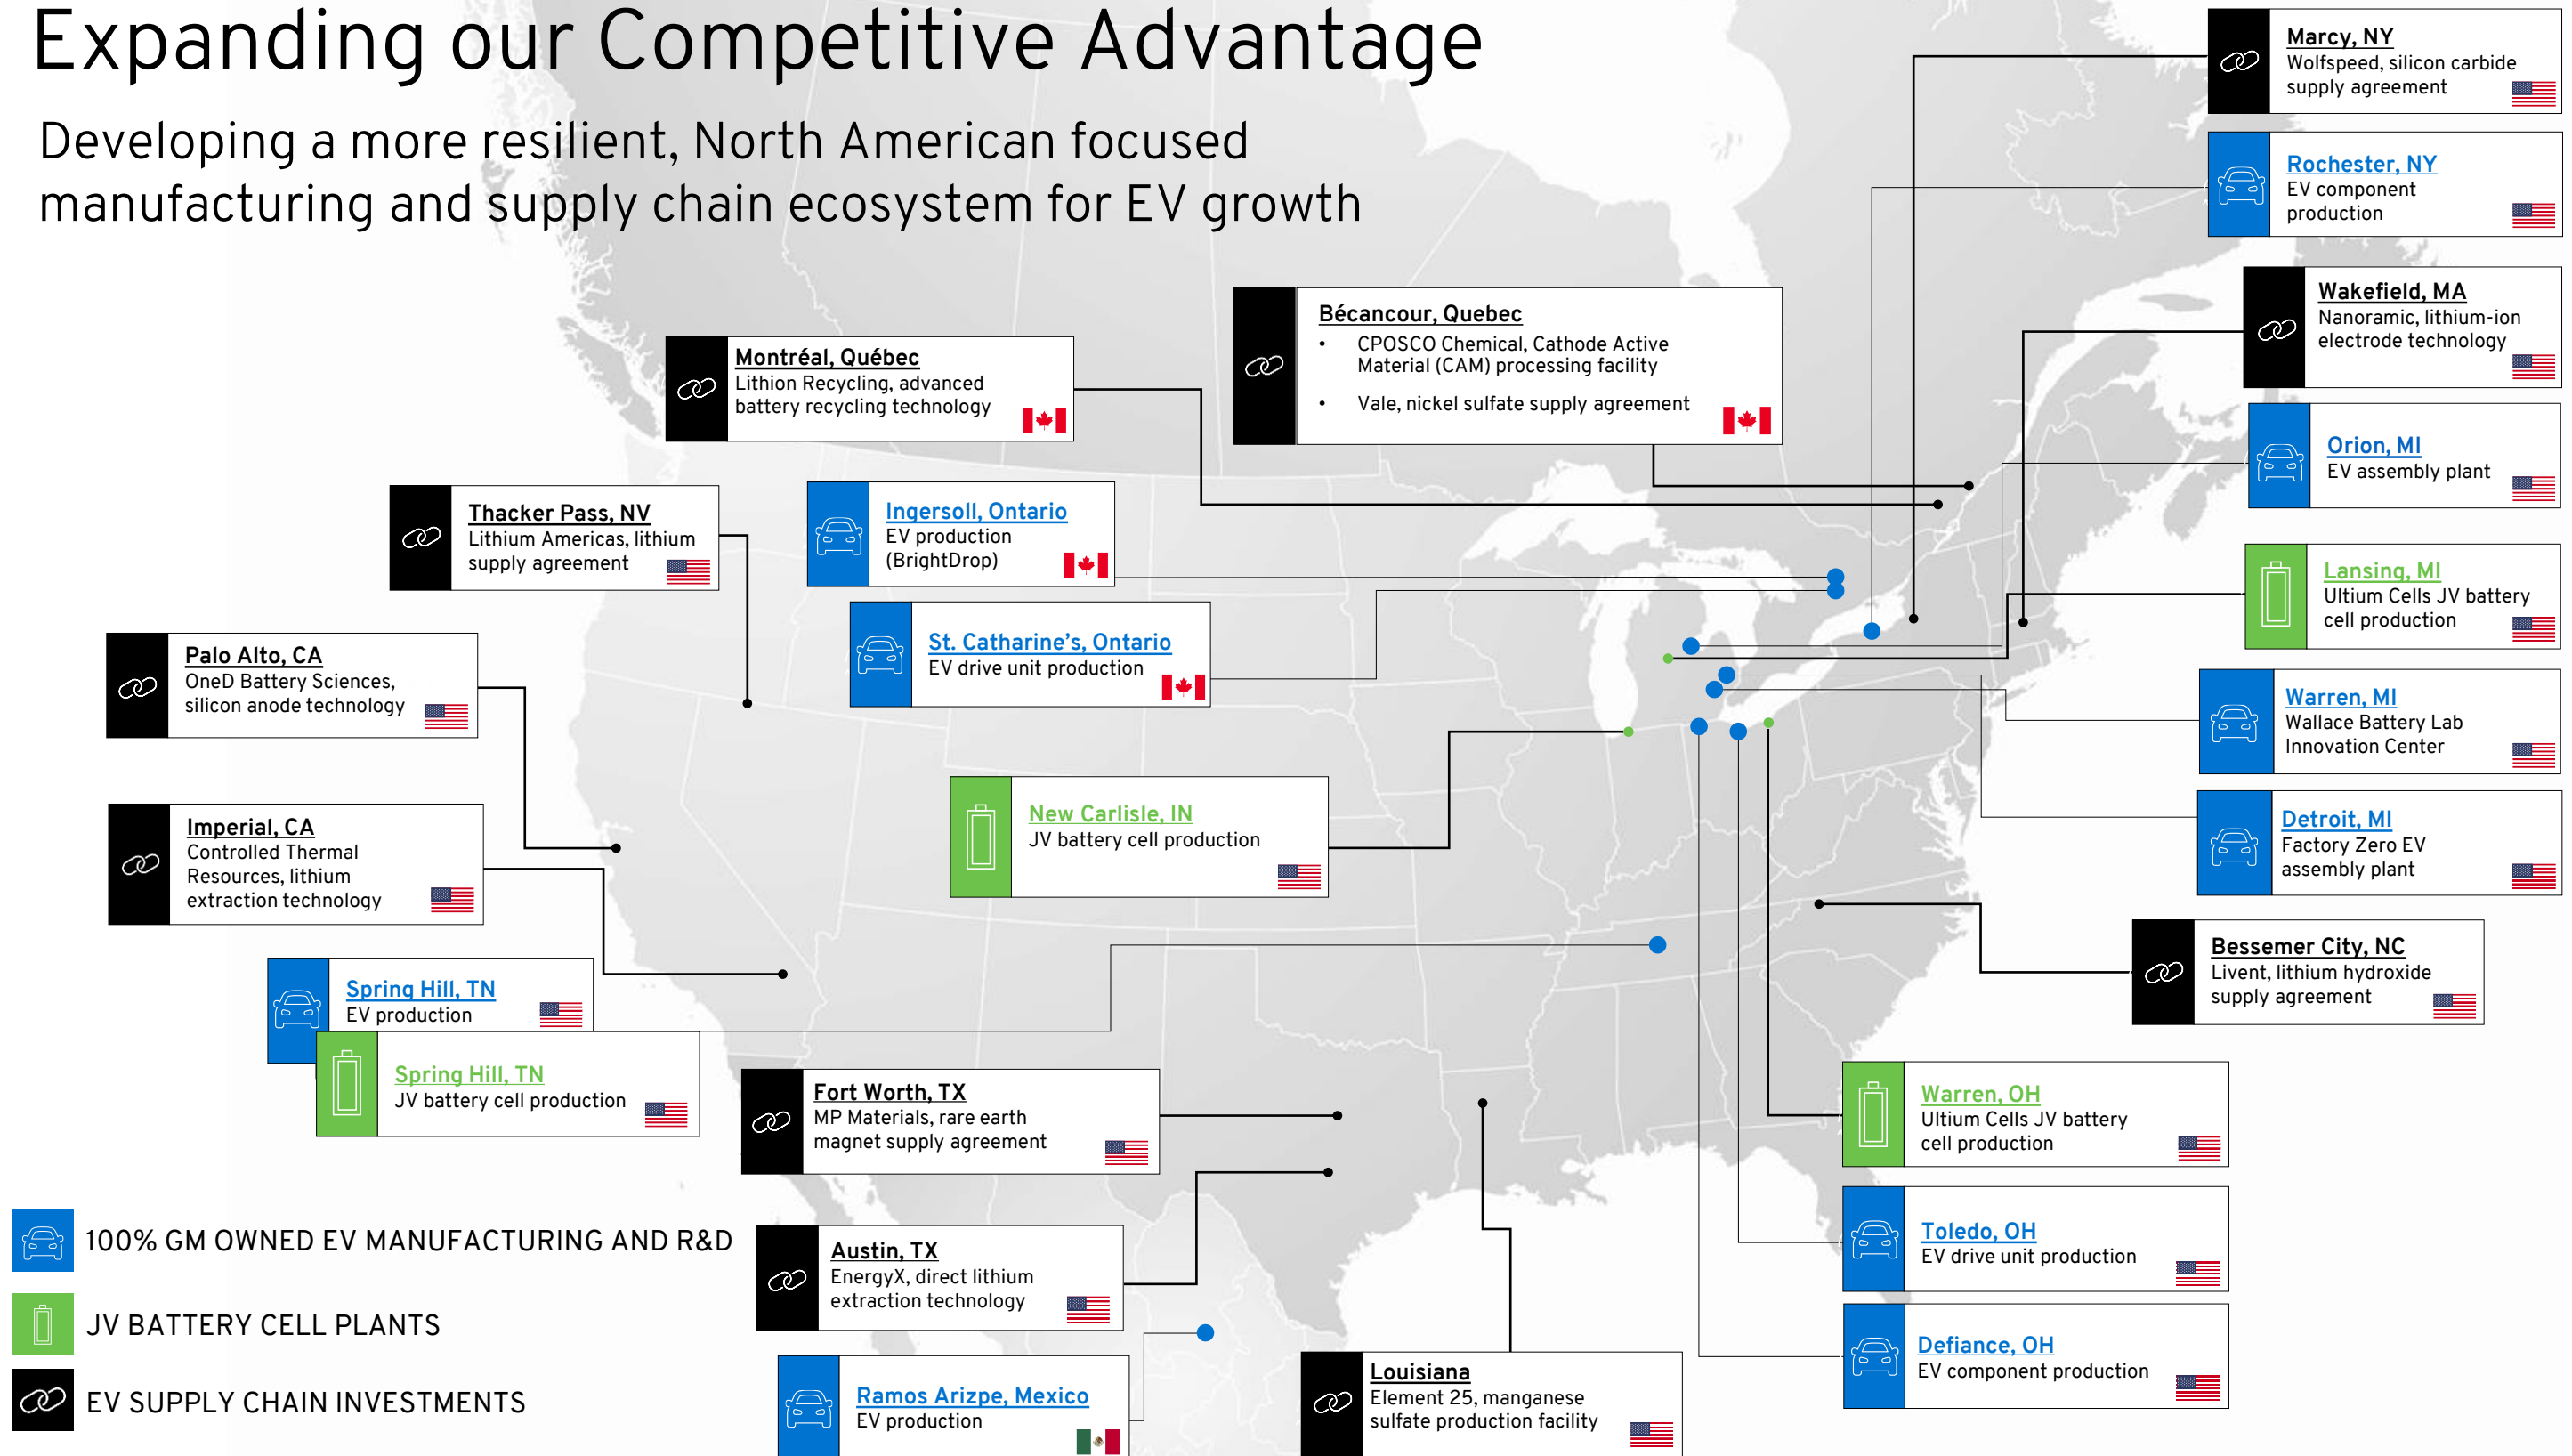 Expanding our Competitive Advantage
Developing a more resilient, North American focused
manufacturing and supply chain ecosystem for EV growth
Marcy, NY
Wolfspeed, silicon carbide
supply agreement
Rochester, NY
EV component
production
Wakefield, MA
Nanoramic, lithium-ion
electrode technology
Bécancour, Quebec
• CPOSCO Chemical, Cathode Active
Material (CAM) processing facility
• Vale, nickel sulfate supply agreement
Montréal, Québec
Lithion Recycling, advanced
battery recycling technology
Orion, MI
EV assembly plant
Thacker Pass, NV
Lithium Americas, lithium
supply agreement
Ingersoll, Ontario
EV production
(BrightDrop)
Lansing, MI
Ultium Cells JV battery
cell production
St. Catharine's, Ontario
EV drive unit production
Palo Alto, CA
OneD Battery Sciences,
silicon anode technology
Warren, MI
Wallace Battery Lab
Innovation Center
New Carlisle, IN
JV battery cell production
Imperial, CA
Controlled Thermal
Resources, lithium
extraction technology
Detroit, MI
Factory Zero EV
assembly plant
Bessemer City, NC
Livent, lithium hydroxide
supply agreement
Spring Hill, TN
EV production
Spring Hill, TN
JV battery cell production
Fort Worth, TX
MP Materials, rare earth
magnet supply agreement
Warren, OH
Ultium Cells JV battery
cell production
Austin, TX
EnergyX, direct lithium
extraction technology
Toledo, OH
EV drive unit production
Defiance, OH
EV component production
Ramos Arizpe, Mexico
EV production
Louisiana
Element 25, manganese
sulfate production facility
100% GM OWNED EV MANUFACTURING AND R&D
JV BATTERY CELL PLANTS
EV SUPPLY CHAIN INVESTMENTS